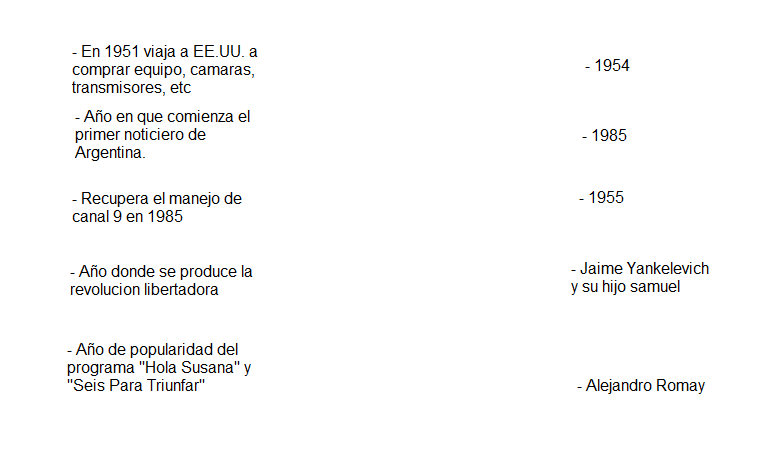 - En 1951 viaja a EE.UU. a
comprar equipo, camaras,
transmisores, etc
- 1954
- Año en que comienza el
primer noticiero de
Argentina.
- 1985
- Recupera el manejo de
canal 9 en 1985
- 1955
- Año donde se produce la
revolucion libertadora
- Jaime Yankelevich
y su hijo samuel
- Año de popularidad del
programa "Hola Susana" y
"Seis Para Triunfar"
- Alejandro Romay